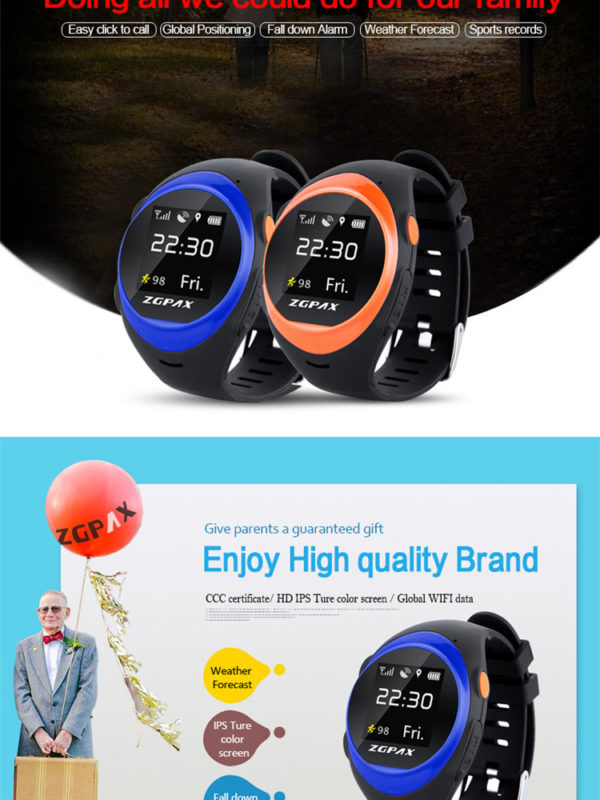 Doing all we could do for our family
Easy click to call Global Positioning Fall down Alarm Weather Forecast Sports records
22:30 22:30
98 Fri. 98 Fri.
ZGPAX ZGPAX
ZGPAX
Give parents a guaranteed gift
Enjoy High quality Brand
CCC certificate/ HD IPS Ture color screen / Global WIFI data
Weather
Forecast
22:30
98 Fri.
ZGPAX
IPS Ture
color
screen
Fall down